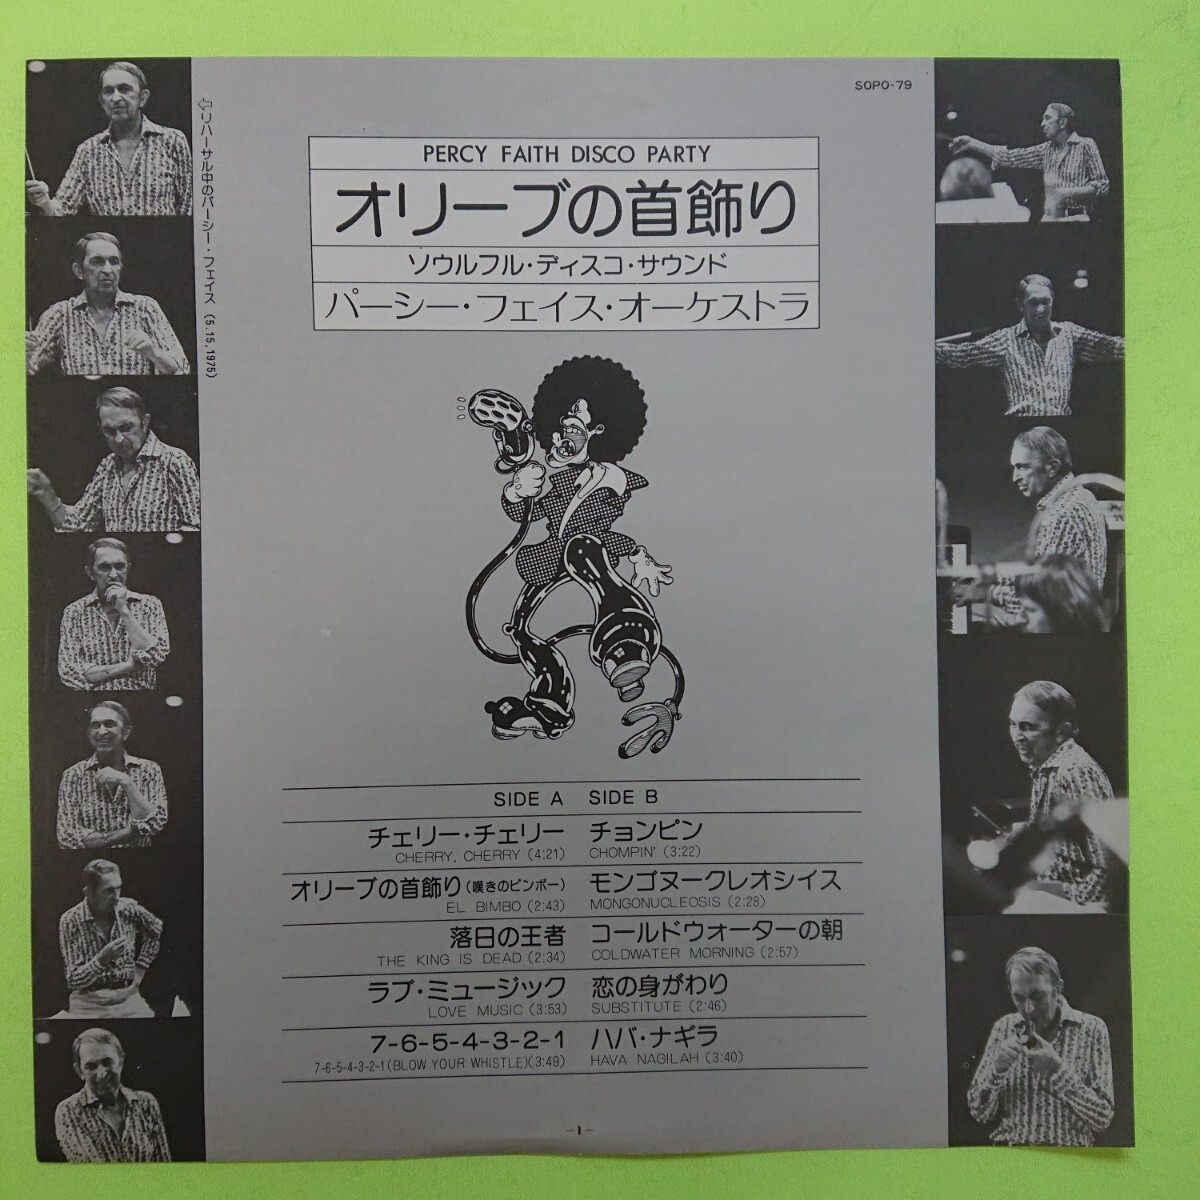 SOPO-79
⇦リハーサル中のパーシー・フェイス (5.15.1975)
PERCY FAITH DISCO PARTY
オリーブの首飾り
ソウルフル・ディスコ・サウンド
パーシー・フェイス・オーケストラ
SIDE A
チェリー・チェリー
CHERRY, CHERRY (4:21)
オリーブの首飾り(嘆きのビンボー)
EL BIMBO (2:43)
落日の王者
THE KING IS DEAD (2:34)
ラブ・ミュージック
LOVE MUSIC (3:53)
7-6-5-4-3-2-1
7-6-5-4-3-2-1 (BLOW YOUR WHISTLE) (3:49)
SIDE B
チョンピン
CHOMPIN' (3:22)
モンゴヌークレオシイス
MONGONUCLEOSIS (2:28)
コールドウォーターの朝
COLDWATER MORNING (2:57)
恋の身がわり
SUBSTITUTE (2:46)
ハバ・ナギラ
HAVA NAGILAH (3:40)
-1-